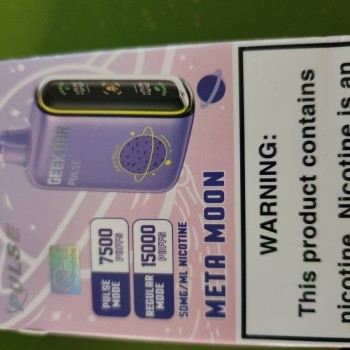 PULSE
GEEK BAR
PULSE
PULSE
MODE
7500
PUFFS
REGULAR
MODE
15000
PUFFS
50MG/ML NICOTINE
META MOON
WARNING:
This product contains
nicotine. Nicotine is an